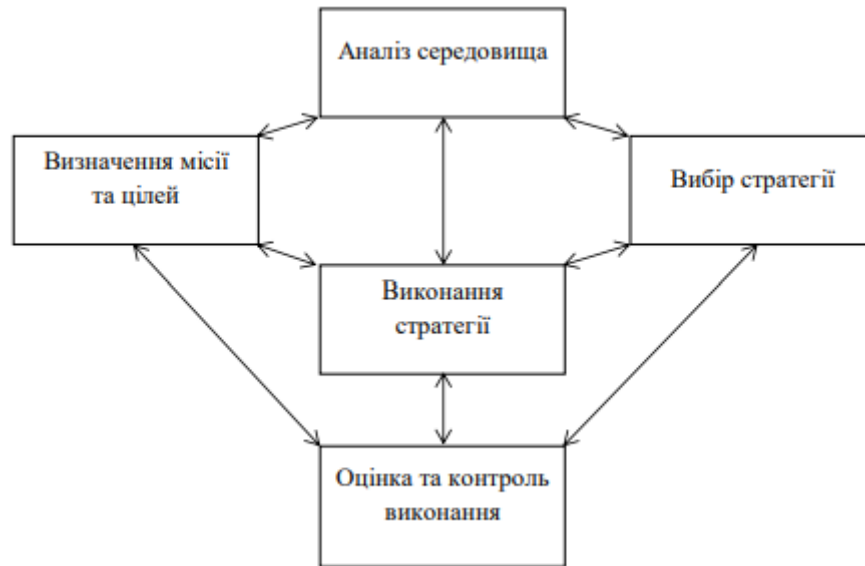 Аналіз середовища
Визначення місії
та цілей
Вибір стратегії
Виконання
стратегії
Оцінка та контроль
виконання